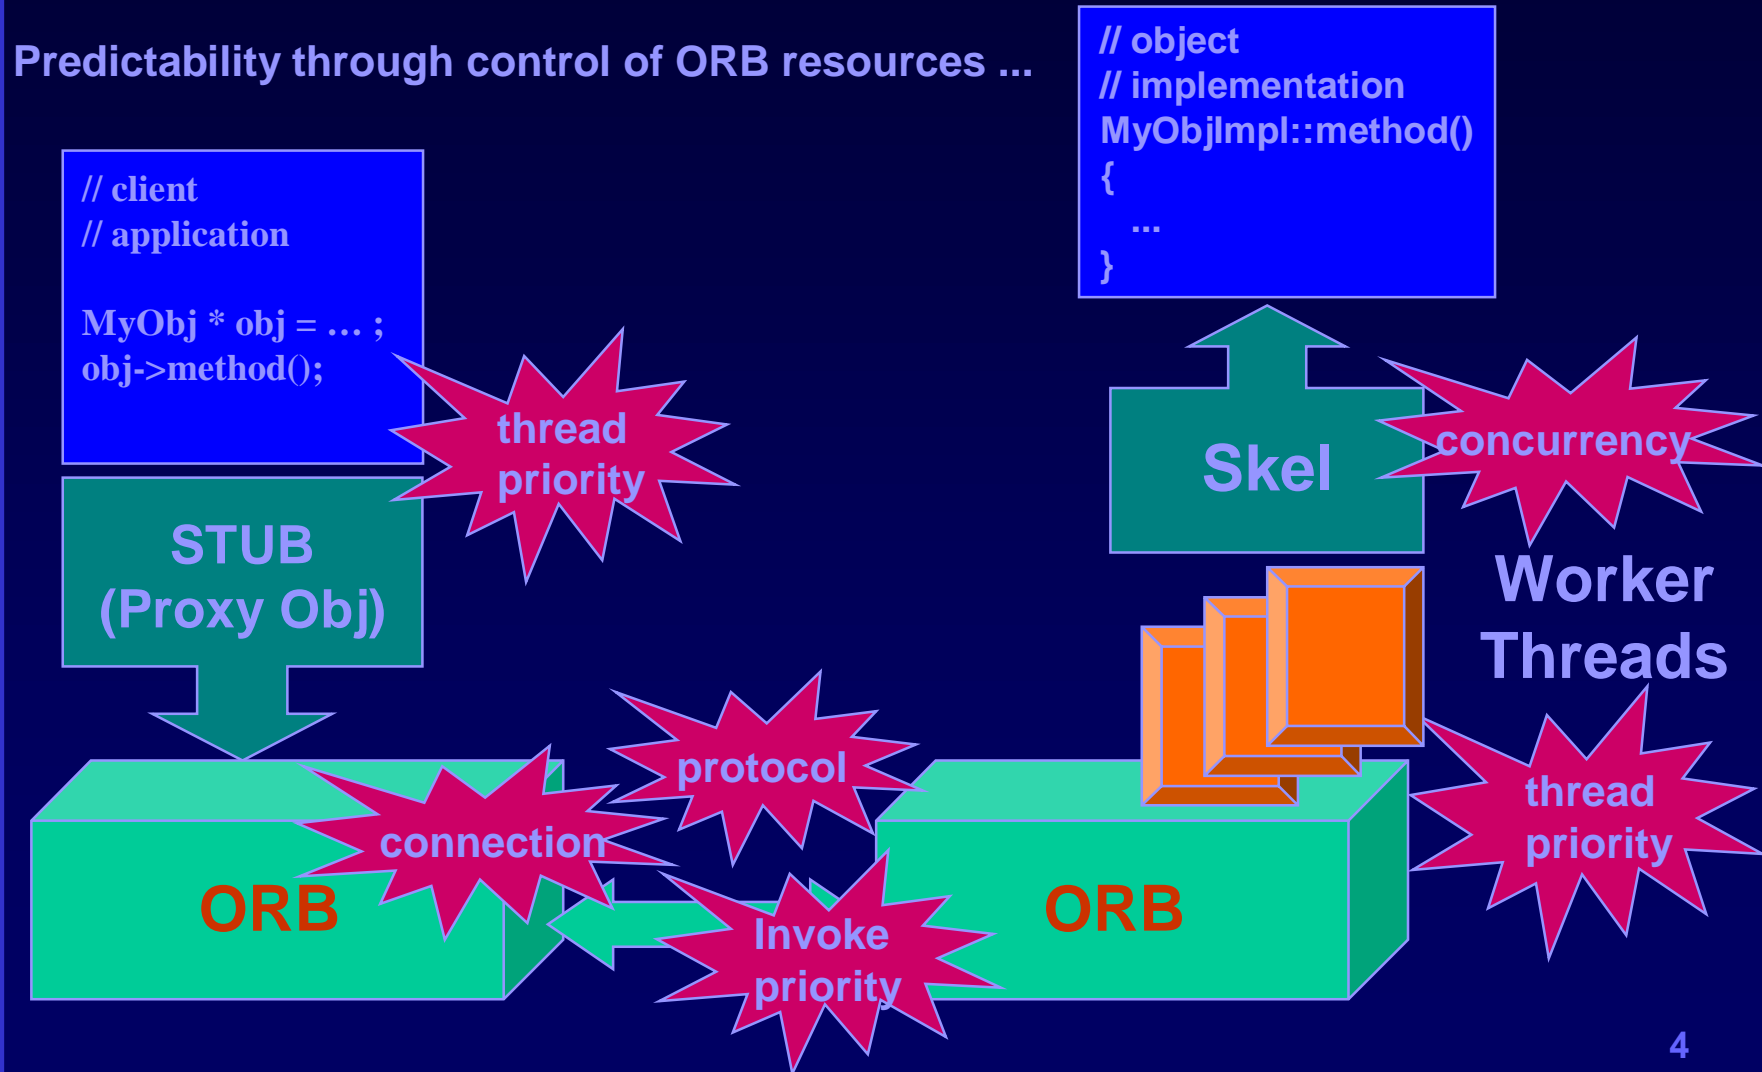 Predictability through control of ORB resources ...
// object
// implementation
MyObjImpl::method()
{
...
}
// client
// application
MyObj * obj = … ;
obj->method();
thread
priority
STUB
(Proxy Obj)
Skel
concurrency
Worker
Threads
protocol
connection
thread
priority
ORB
Invoke
priority
ORB
4